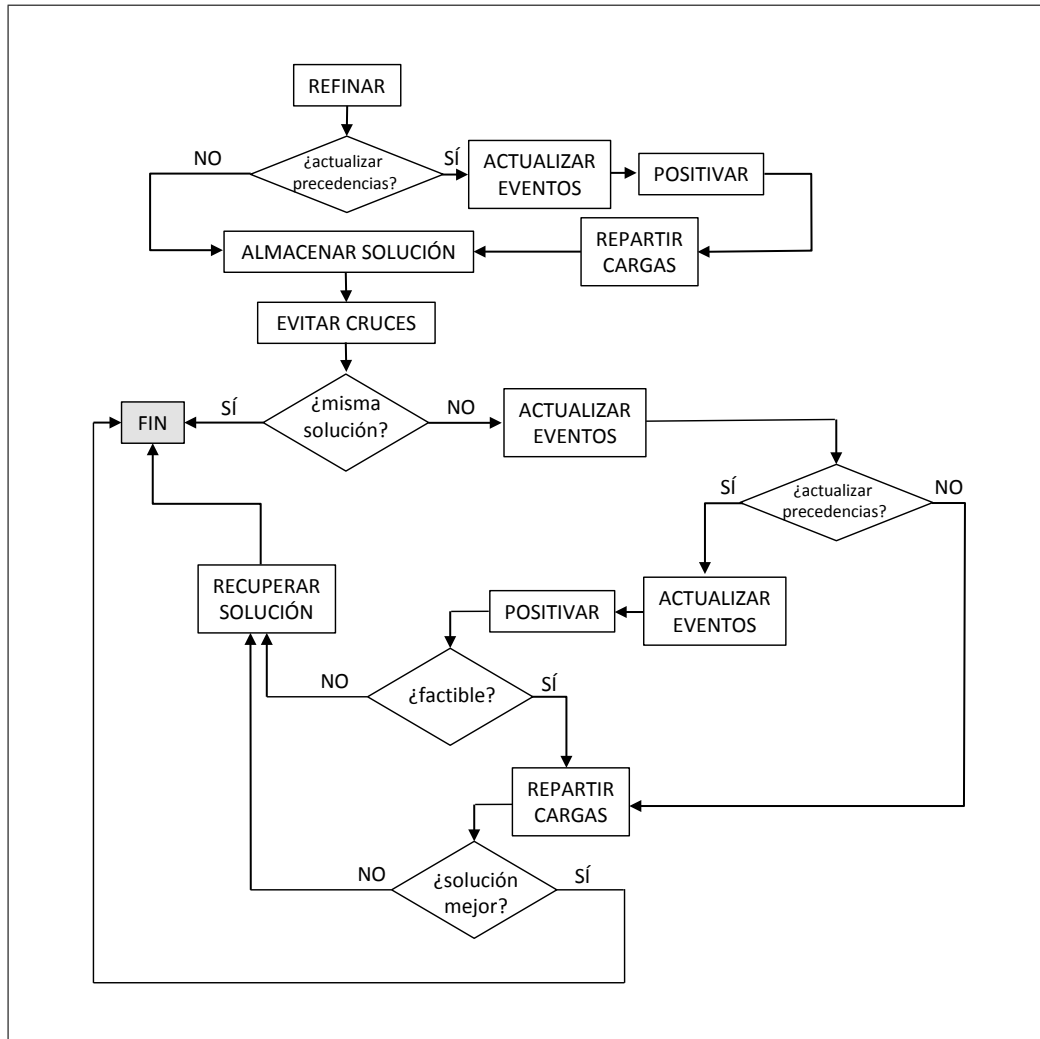 REFINAR
¿actualizar
precedencias?
NO
SÍ
ACTUALIZAR
EVENTOS
POSITIVAR
REPARTIR
CARGAS
ALMACENAR SOLUCIÓN
EVITAR CRUCES
¿misma
solución?
SÍ
FIN
NO
ACTUALIZAR
EVENTOS
¿actualizar
precedencias?
SÍ
NO
ACTUALIZAR
EVENTOS
POSITIVAR
RECUPERAR
SOLUCIÓN
¿factible?
NO
SÍ
REPARTIR
CARGAS
¿solución
mejor?
NO
SÍ